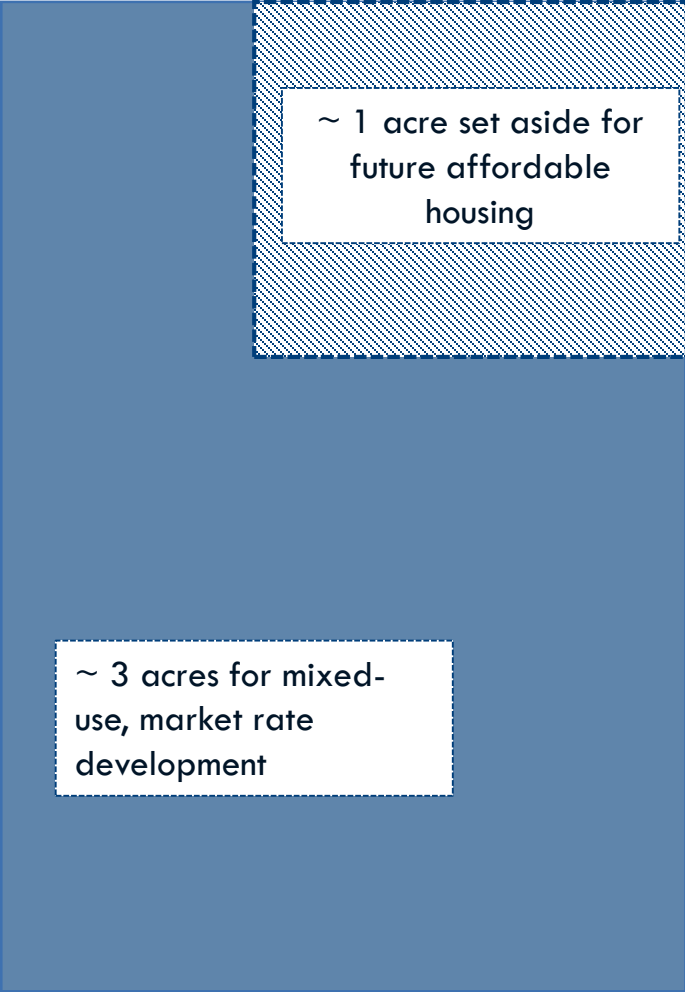 ~ 1 acre set aside for
future affordable
housing
~ 3 acres for mixed-
use, market rate
development